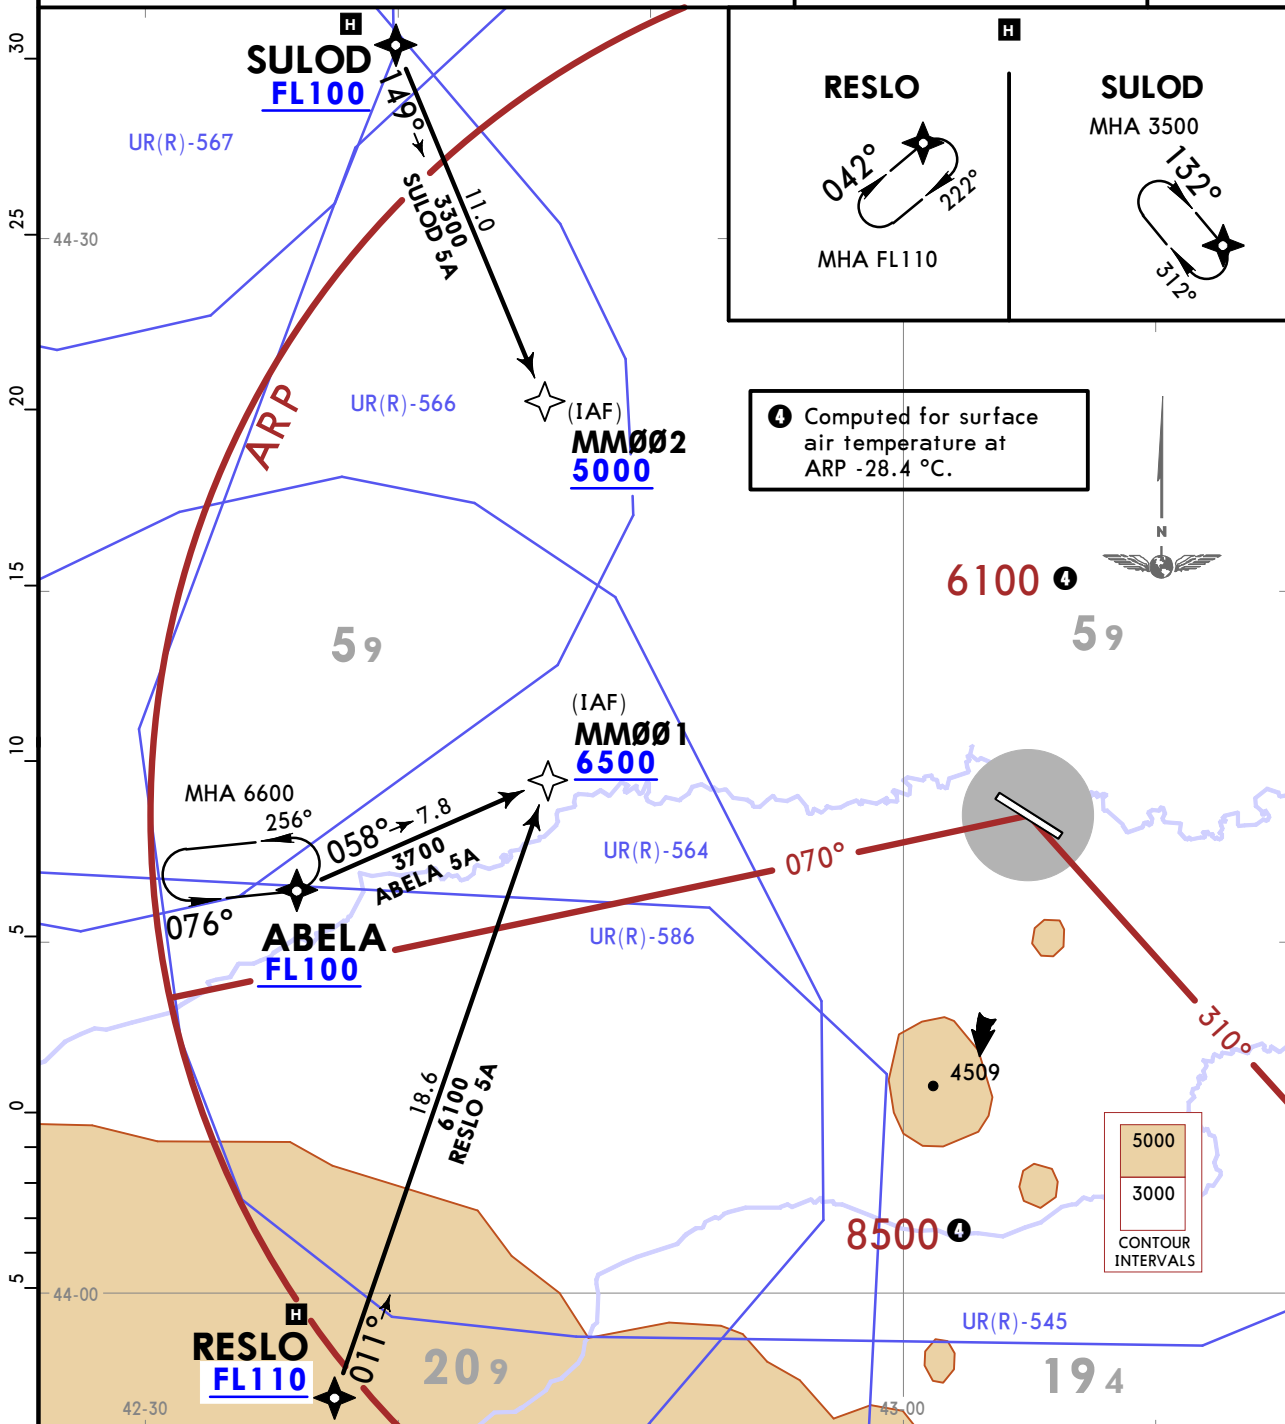 30
25
20
15
10
5
0
5
H
SULOD
FL100
149°
11.0
3300
SULOD 5A
UR(R)-567
44-30
ARP
UR(R)-566
(IAF)
MMØØ2
5000
H
RESLO
042°
222°
MHA FL110
SULOD
MHA 3500
132°
312°
4 Computed for surface
air temperature at
ARP -28.4 °C.
N
6100 4
59
59
(IAF)
MMØØ1
6500
MHA 6600
256°
076°
058° 7.8
3700
ABELA 5A
ABELA
FL100
UR(R)-564
070°
UR(R)-586
310°
4509
18.6
6100
RESLO 5A
5000
3000
CONTOUR
INTERVALS
8500 4
44-00
H
RESLO
FL110
011°
UR(R)-545
209
194
42-30
43-00